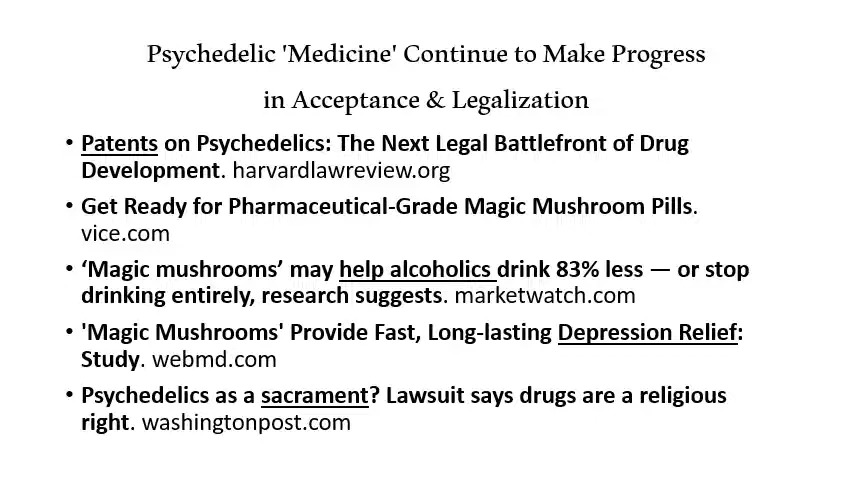 Psychedelic 'Medicine' Continue to Make Progress
in Acceptance & Legalization
• Patents on Psychedelics: The Next Legal Battlefront of Drug
Development. harvardlawreview.org
• Get Ready for Pharmaceutical-Grade Magic Mushroom Pills.
vice.com
• ‘Magic mushrooms’ may help alcoholics drink 83% less — or stop
drinking entirely, research suggests. marketwatch.com
• 'Magic Mushrooms' Provide Fast, Long-lasting Depression Relief:
Study. webmd.com
• Psychedelics as a sacrament? Lawsuit says drugs are a religious
right. washingtonpost.com